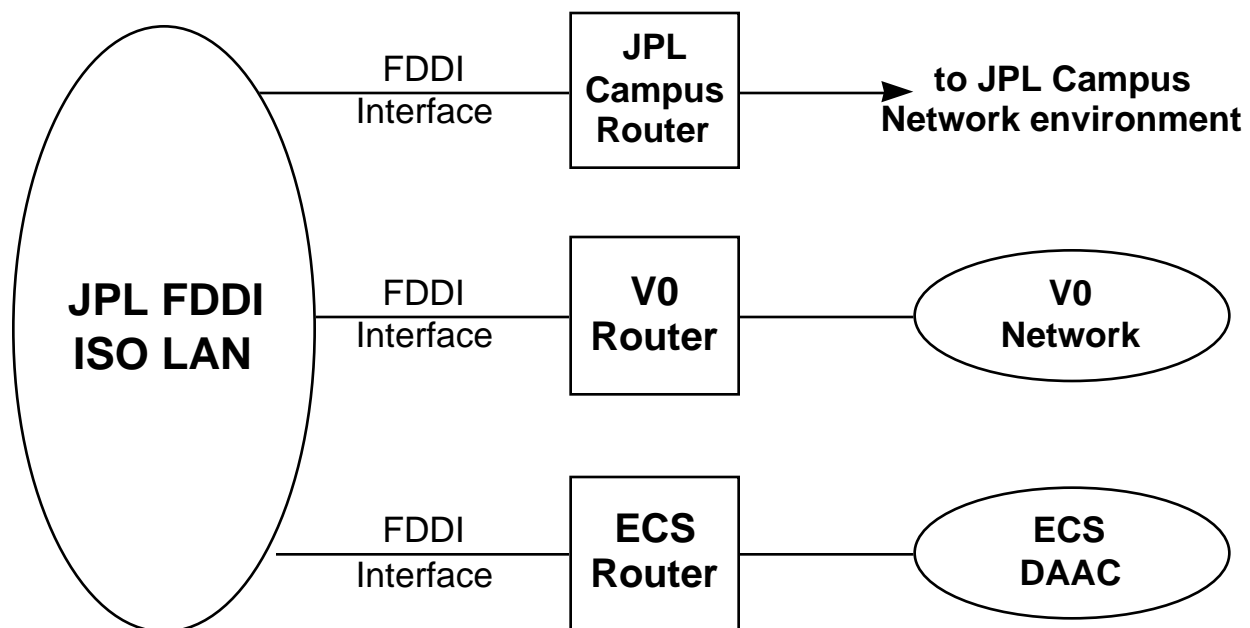 JPL FDDI
ISO LAN
FDDI
Interface
JPL
Campus
Router
to JPL Campus
Network environment
FDDI
Interface
V0
Router
V0
Network
FDDI
Interface
ECS
Router
ECS
DAAC